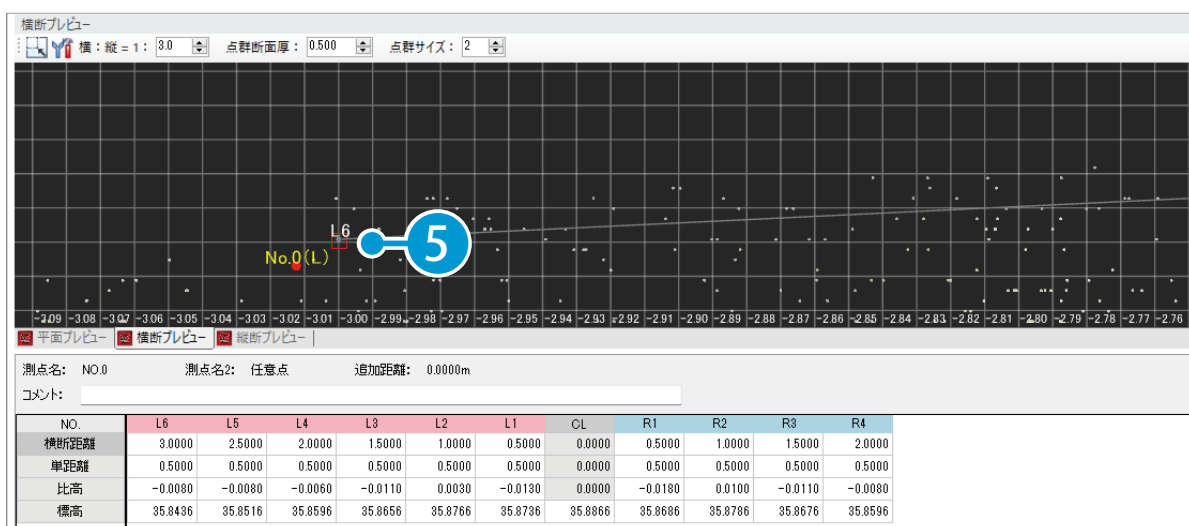 横断プレビュー
横：縦 = 1： 3.0 点群断面厚： 0.500 点群サイズ： 2
L6
5
No.0(L)
-3.09 -3.08 -3.07 -3.06 -3.05 -3.04 -3.03 -3.02 -3.01 -3.00 -2.99 -2.98 -2.97 -2.96 -2.95 -2.94 -2.93 -2.92 -2.91 -2.90 -2.89 -2.88 -2.87 -2.86 -2.85 -2.84 -2.83 -2.82 -2.81 -2.80 -2.79 -2.78 -2.77 -2.76
平面プレビュー 横断プレビュー 縦断プレビュー
測点名： NO.0 測点名2： 任意点 追加距離： 0.0000m
コメント：
NO. L6 L5 L4 L3 L2 L1 CL R1 R2 R3 R4
横断距離 3.0000 2.5000 2.0000 1.5000 1.0000 0.5000 0.0000 0.5000 1.0000 1.5000 2.0000
単距離 0.5000 0.5000 0.5000 0.5000 0.5000 0.5000 0.0000 0.5000 0.5000 0.5000 0.5000
比高 -0.0080 -0.0080 -0.0060 -0.0110 0.0030 -0.0130 0.0000 -0.0180 0.0100 -0.0110 -0.0080
標高 35.8436 35.8516 35.8596 35.8656 35.8766 35.8736 35.8866 35.8686 35.8786 35.8676 35.8596